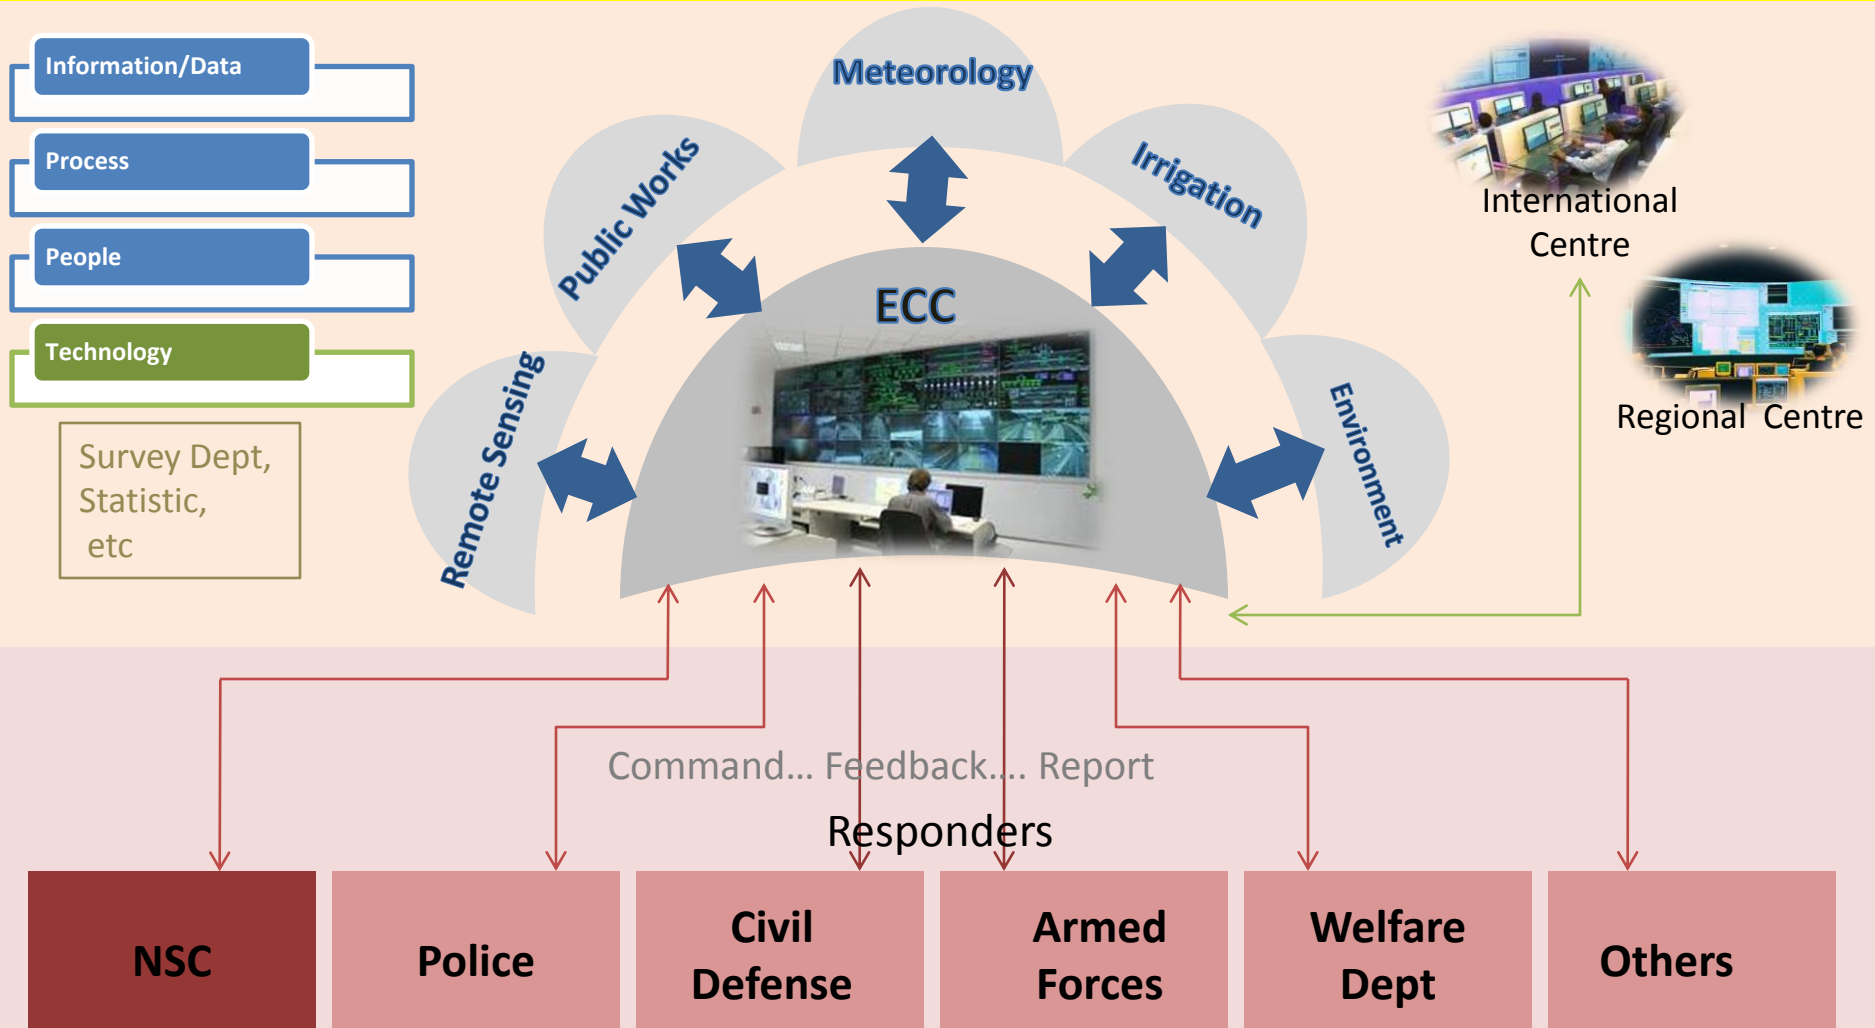 Information/Data
Process
People
Technology
Survey Dept,
Statistic,
etc
Meteorology
Public Works
Irrigation
Remote Sensing
Environment
ECC
International
Centre
Regional Centre
Command... Feedback.... Report
Responders
NSC
Police
Civil
Defense
Armed
Forces
Welfare
Dept
Others